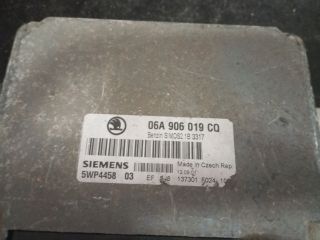 06A 906 019 CQ
Benzin SIMOS2.1B 3317
SIEMENS
Made in Czech Rep.
5WP4458 03